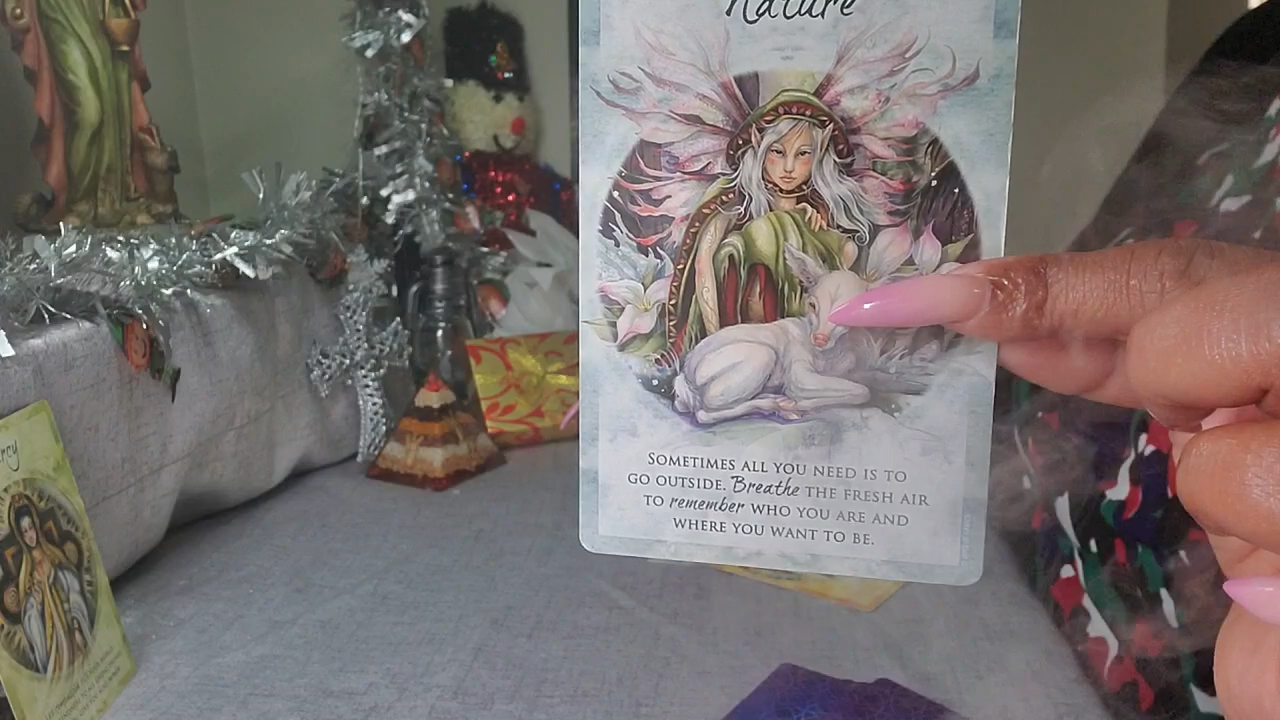 Nature
SOMETIMES ALL YOU NEED IS TO
GO OUTSIDE. Breathe THE FRESH AIR
TO remember WHO YOU ARE AND
WHERE YOU WANT TO BE.